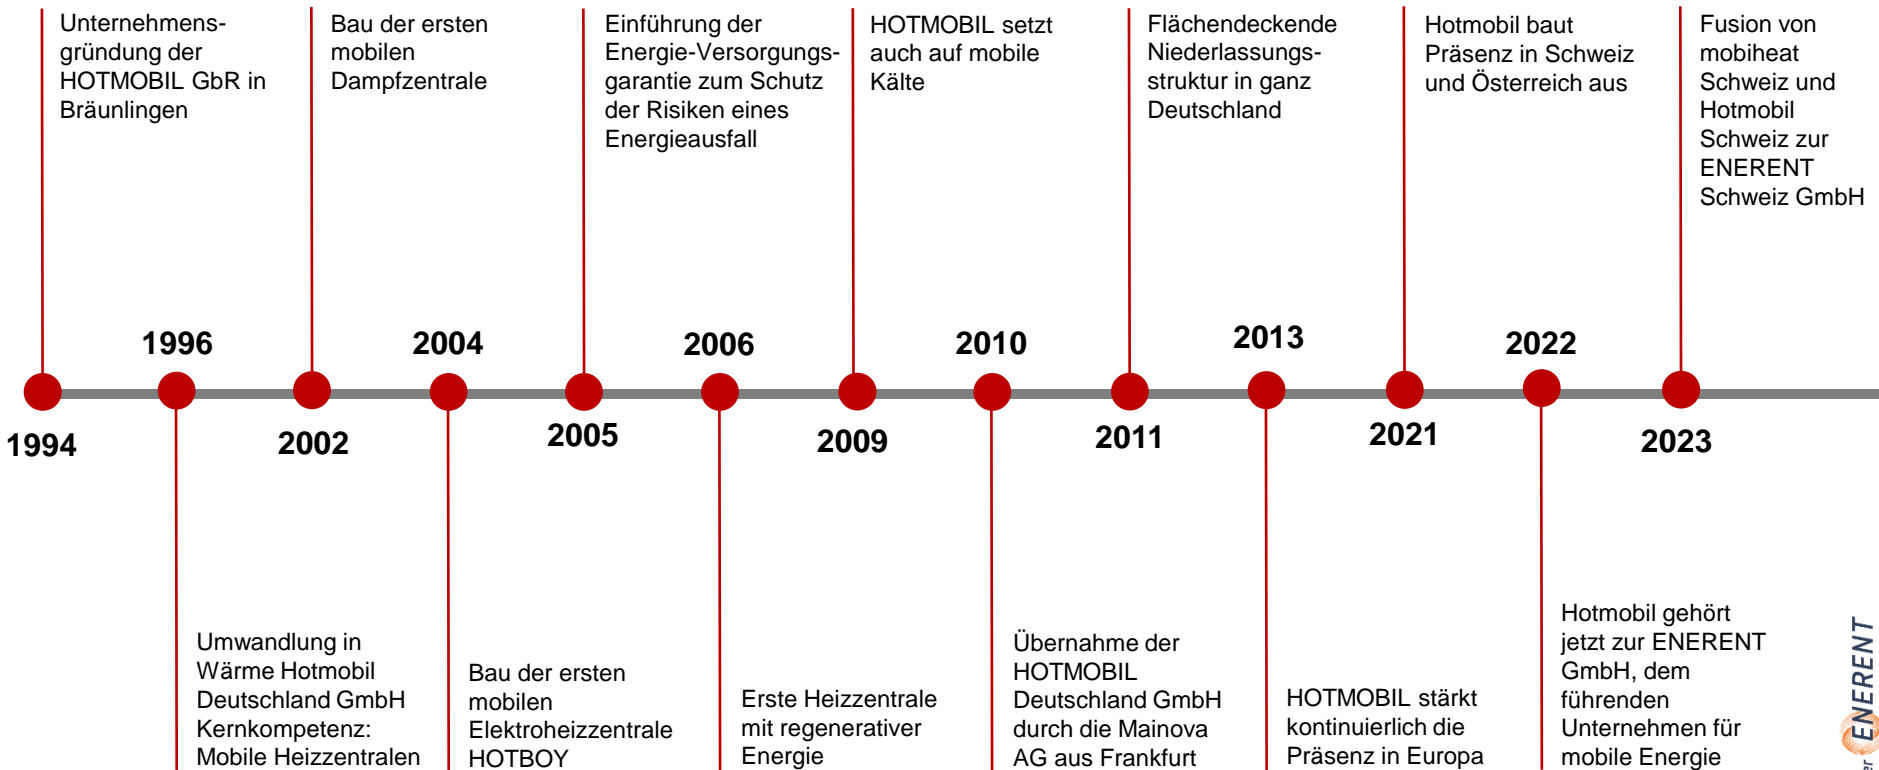 Unternehmens-
gründung der
HOTMOBIL GbR in
Bräunlingen
Bau der ersten
mobilen
Dampfzentrale
Einführung der
Energie-Versorgungs-
garantie zum Schutz
der Risiken eines
Energieausfall
HOTMOBIL setzt
auch auf mobile
Kälte
Flächendeckende
Niederlassungs-
struktur in ganz
Deutschland
Hotmobil baut
Präsenz in Schweiz
und Österreich aus
Fusion von
mobiheat
Schweiz und
Hotmobil
Schweiz zur
ENERENT
Schweiz GmbH
1996
2004
2006
2010
2013
2022
1994
2002
2005
2009
2011
2021
2023
Umwandlung in
Wärme Hotmobil
Deutschland GmbH
Kernkompetenz:
Mobile Heizzentralen
Bau der ersten
mobilen
Elektroheizzentrale
HOTBOY
Erste Heizzentrale
mit regenerativer
Energie
Übernahme der
HOTMOBIL
Deutschland GmbH
durch die Mainova
AG aus Frankfurt
HOTMOBIL stärkt
kontinuierlich die
Präsenz in Europa
Hotmobil gehört
jetzt zur ENERENT
GmbH, dem
führenden
Unternehmen für
mobile Energie
ENERENT